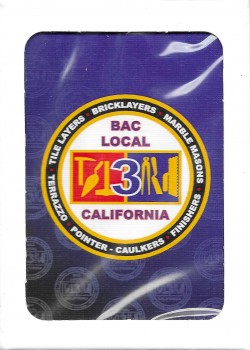 TILE LAYERS • BRICKLAYERS • MARBLE MASONS
TERRAZZO • POINTER - CAULKERS • FINISHERS •
BAC
LOCAL
3
CALIFORNIA